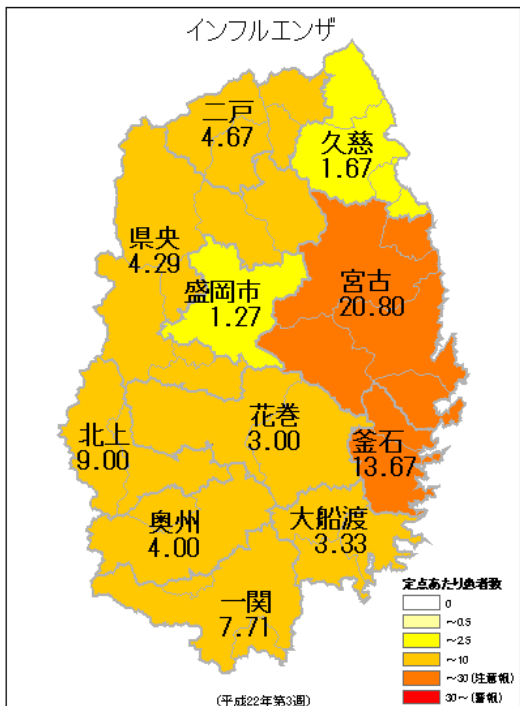 インフルエンザ
二戸
4.67
久慈
1.67
県央
4.29
盛岡市
1.27
宮古
20.80
花巻
3.00
北上
9.00
釜石
13.67
奥州
4.00
大船渡
3.33
一関
7.71
定点あたり患者数
0
～0.5
～2.5
～10
～30(注意報)
30～(警報)
(平成22年第3週)